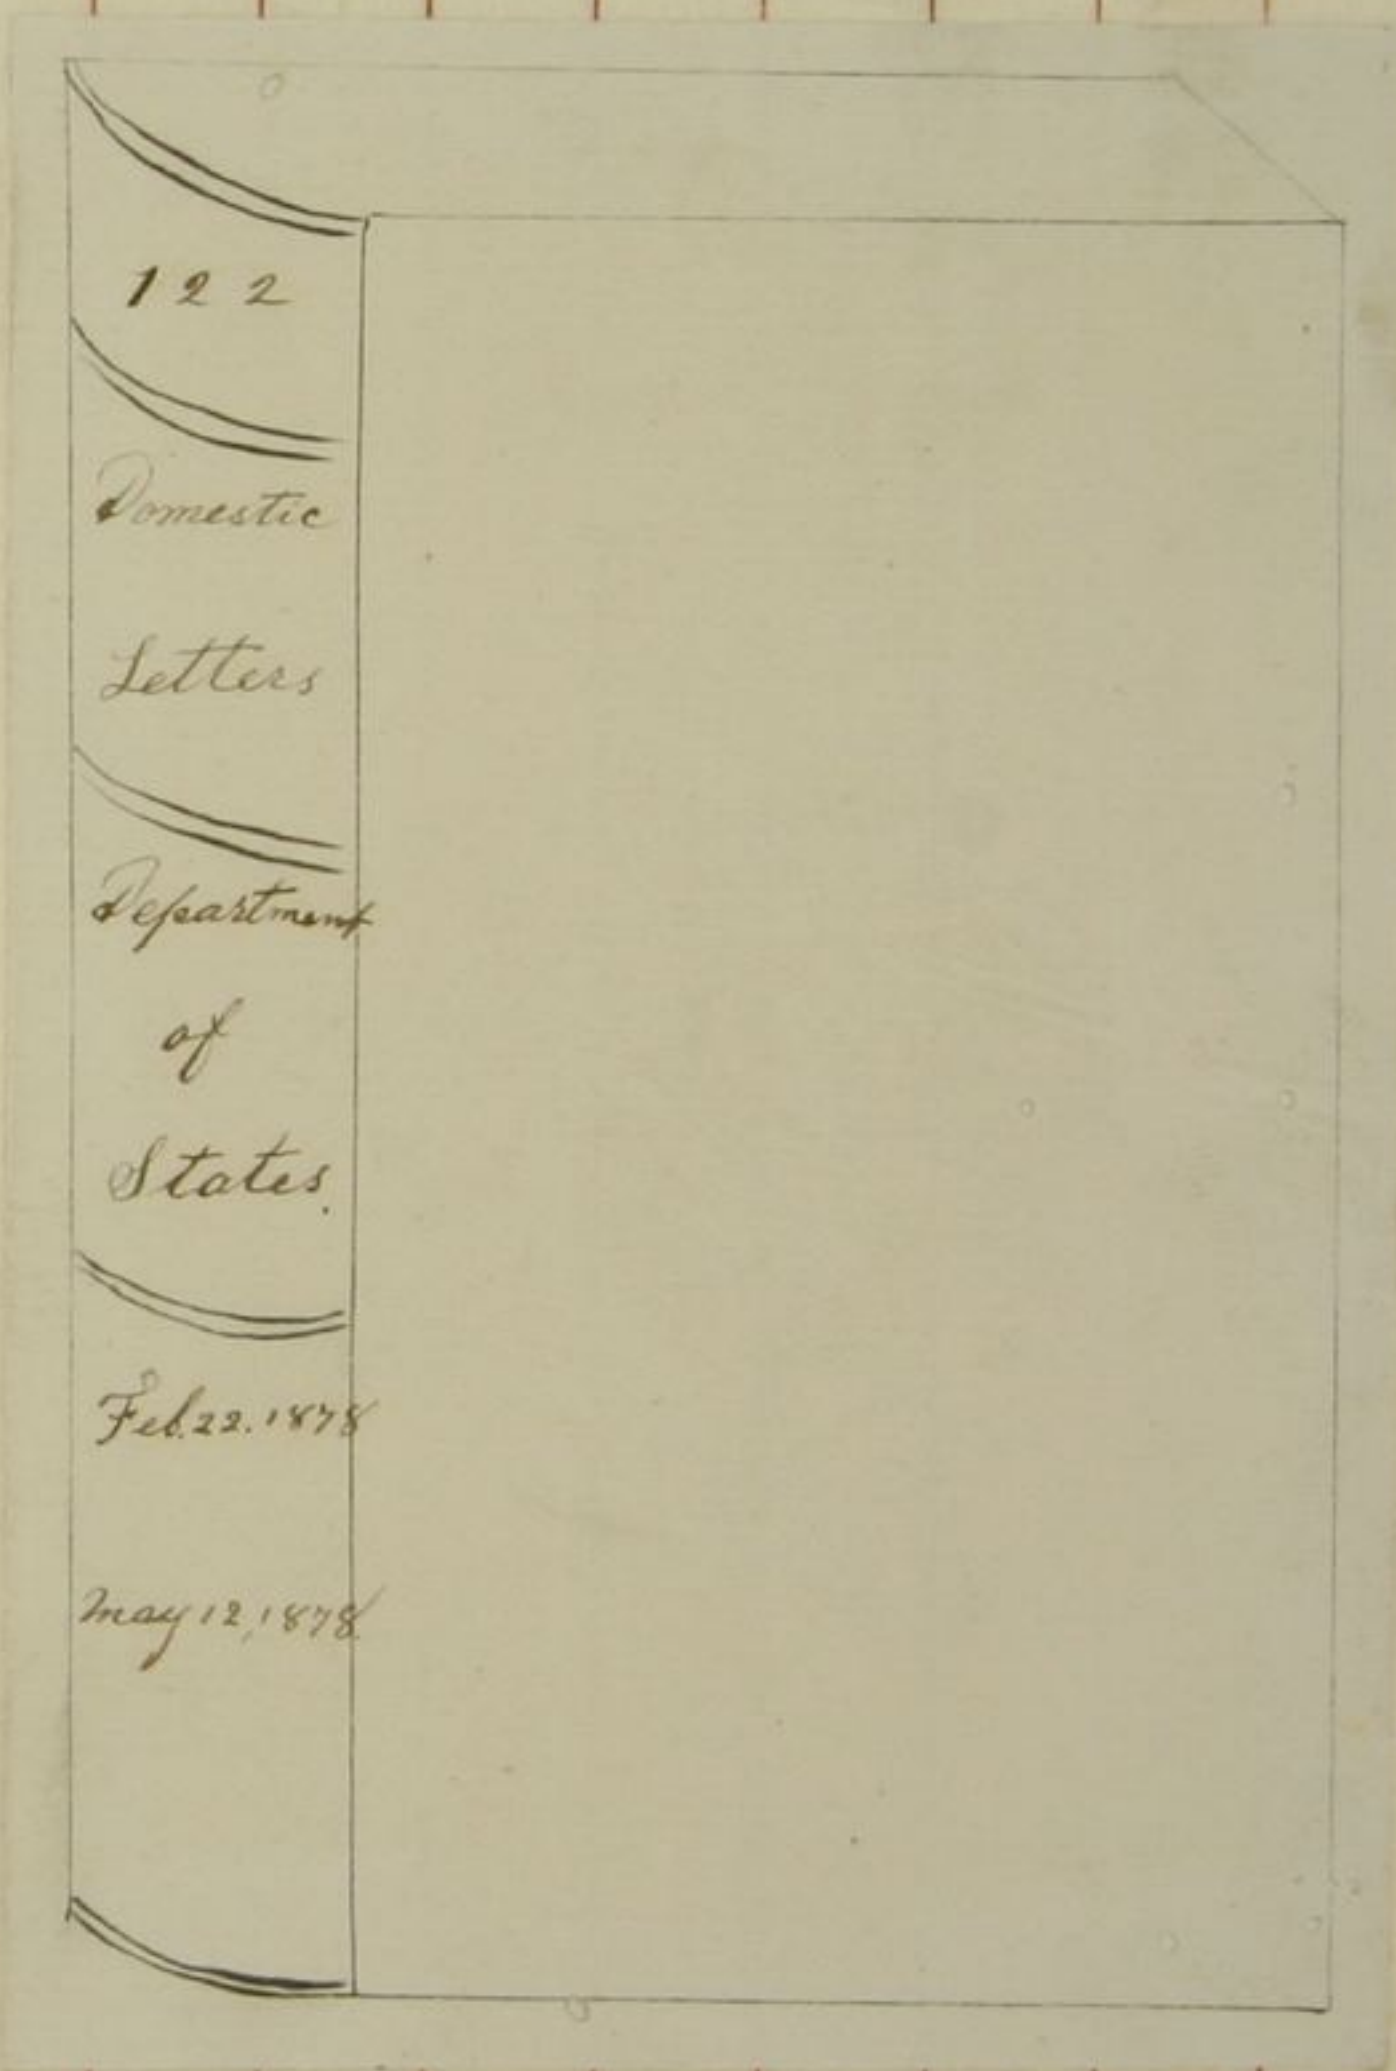 122
Domestic
Letters
Department
of
States.
Feb. 22. 1878
May 12, 1878